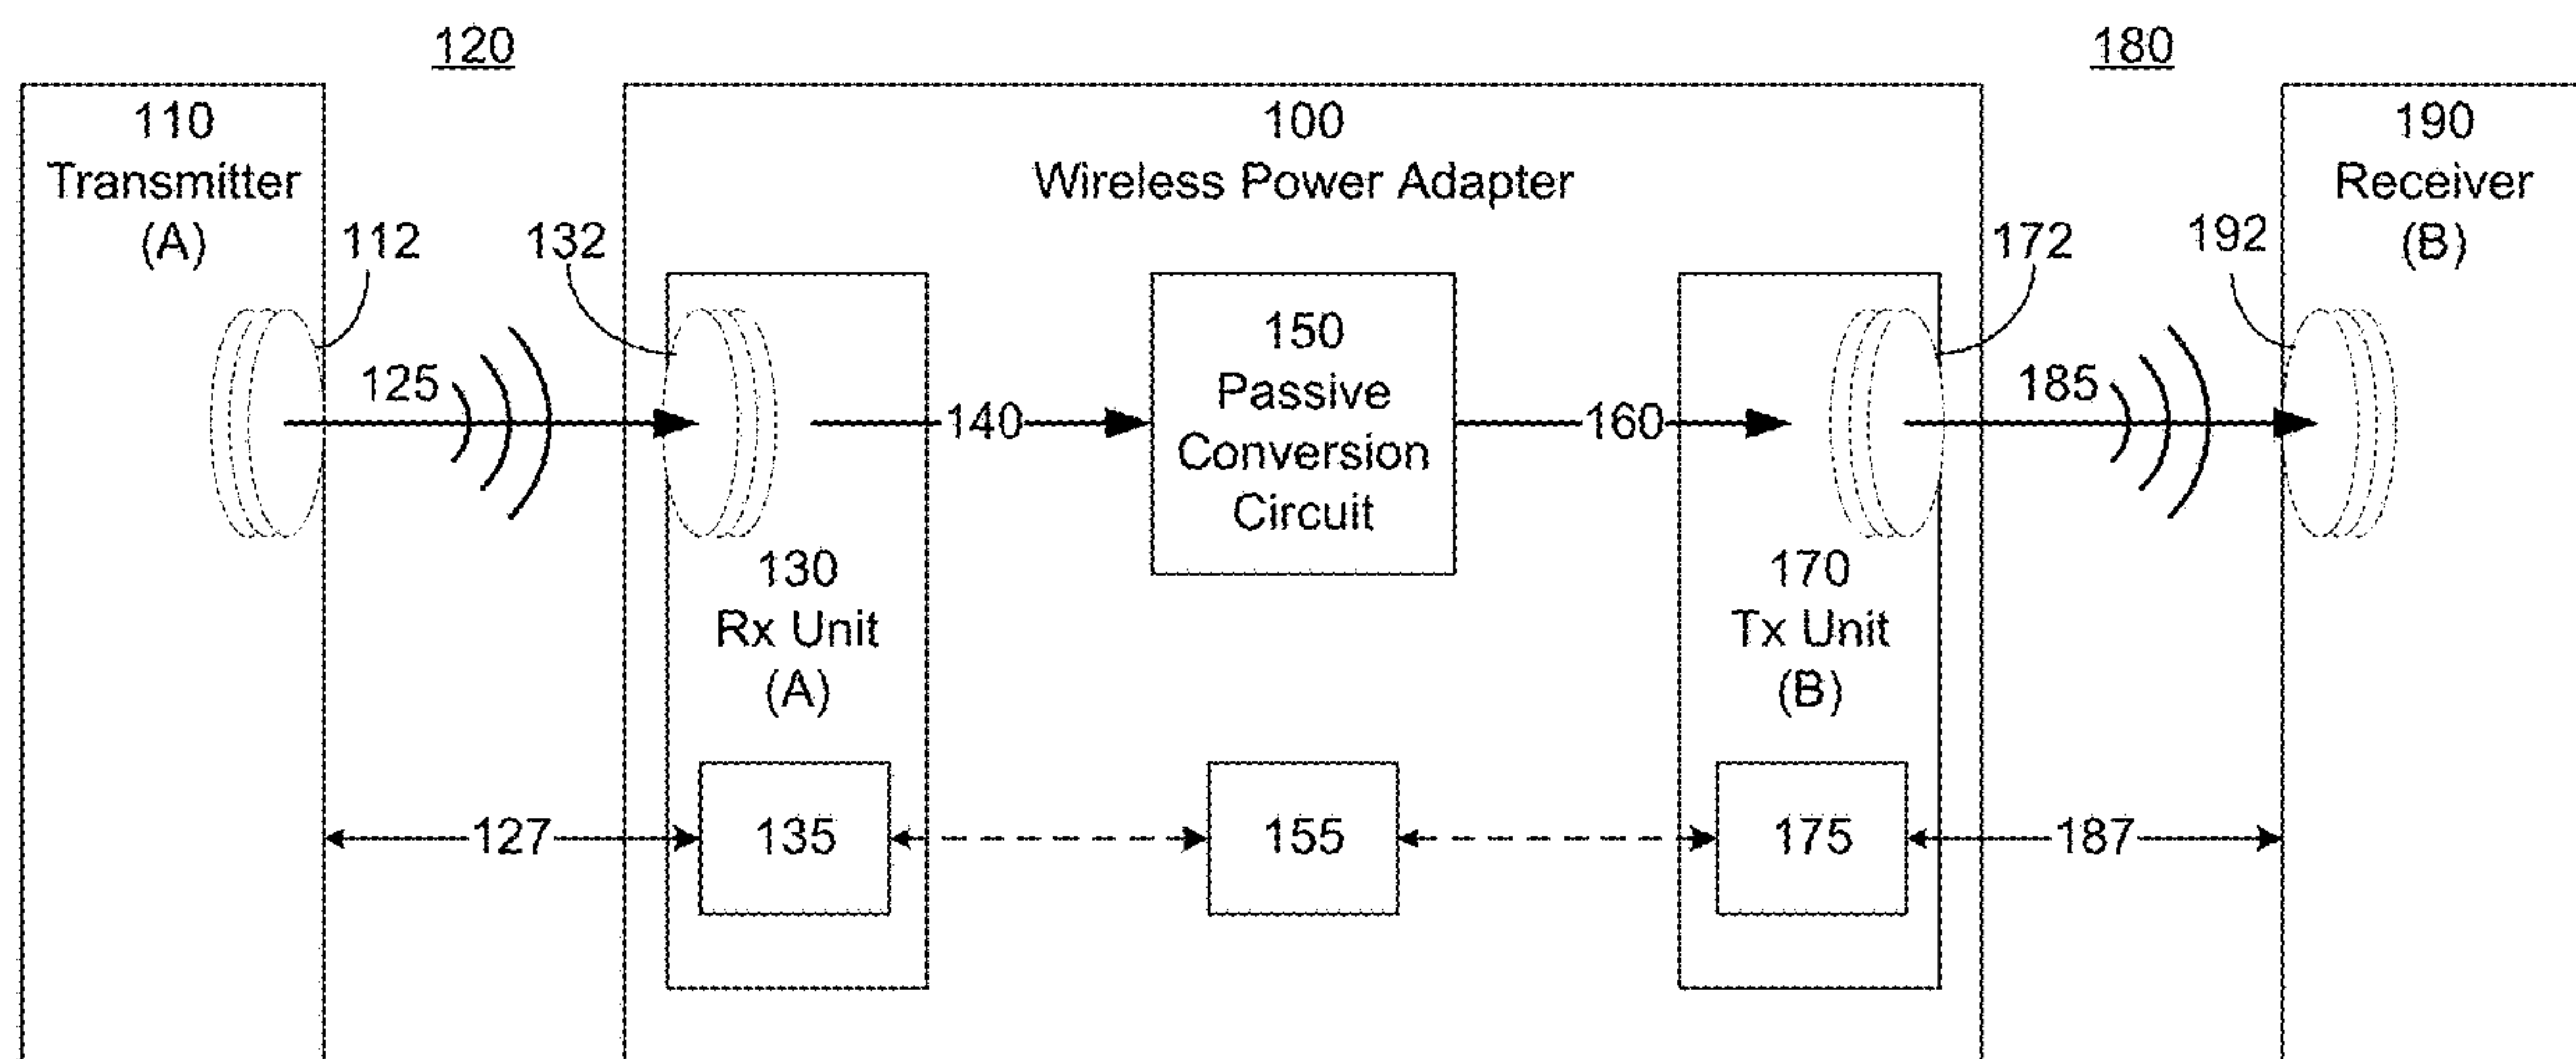 120
180
110
Transmitter
(A)
100
Wireless Power Adapter
190
Receiver
(B)
112
132
172
192
125
140
150
Passive
Conversion
Circuit
160
185
130
Rx Unit
(A)
170
Tx Unit
(B)
127
135
155
175
187